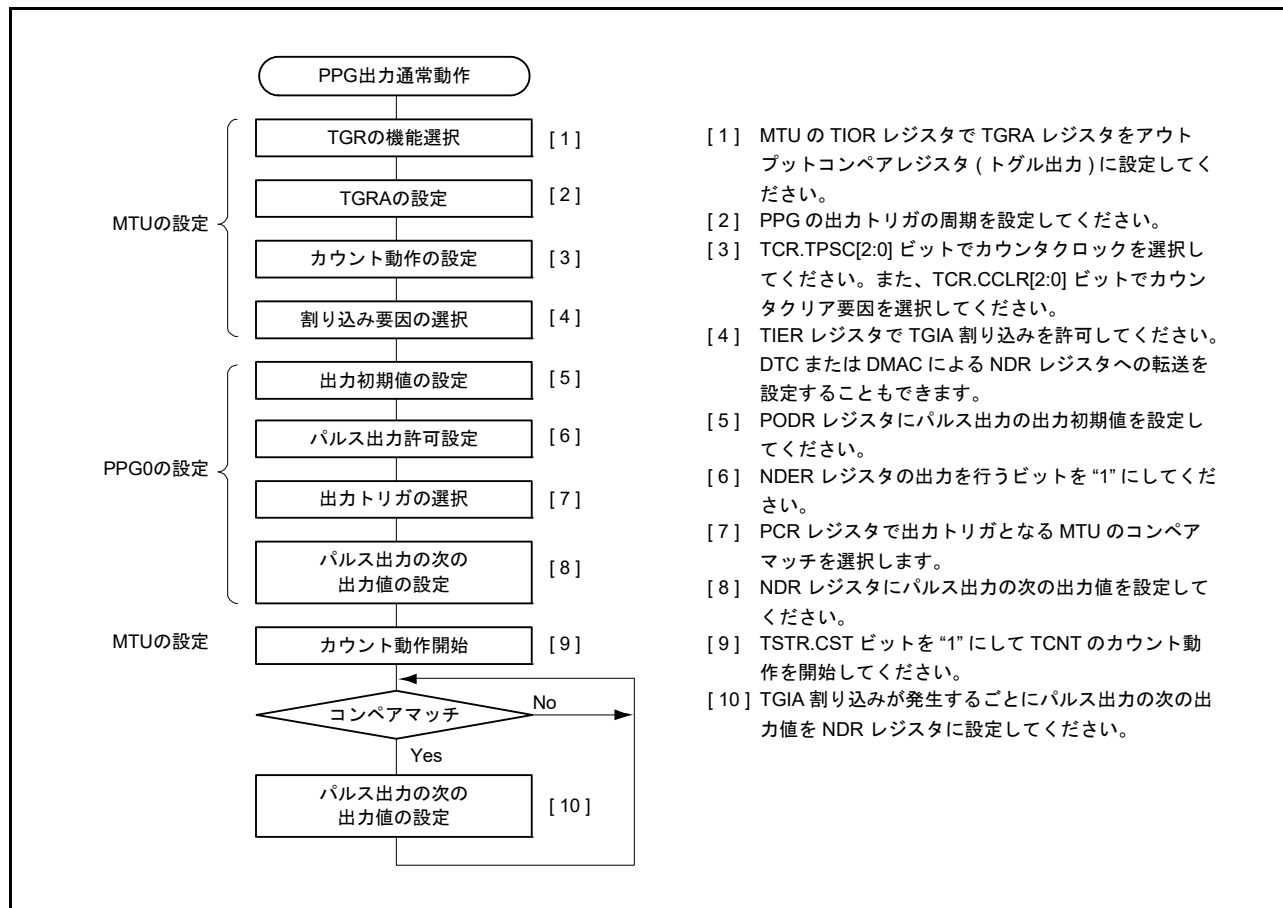 PPG出力通常動作
TGRの機能選択 [ 1 ]
TGRAの設定 [ 2 ]
MTUの設定
カウント動作の設定 [ 3 ]
割り込み要因の選択 [ 4 ]
出力初期値の設定 [ 5 ]
パルス出力許可設定 [ 6 ]
PPG0の設定
出力トリガの選択 [ 7 ]
パルス出力の次の
出力値の設定 [ 8 ]
MTUの設定
カウント動作開始 [ 9 ]
コンペアマッチ
No
Yes
パルス出力の次の
出力値の設定 [ 10 ]
[ 1 ] MTU の TIOR レジスタで TGRA レジスタをアウト
プットコンペアレジスタ ( トグル出力 ) に設定してく
ださい。
[ 2 ] PPG の出力トリガの周期を設定してください。
[ 3 ] TCR.TPSC[2:0] ビットでカウンタクロックを選択し
てください。また、TCR.CCLR[2:0] ビットでカウン
タクリア要因を選択してください。
[ 4 ] TIER レジスタで TGIA 割り込みを許可してください。
DTC または DMAC による NDR レジスタへの転送を
設定することもできます。
[ 5 ] PODR レジスタにパルス出力の出力初期値を設定し
てください。
[ 6 ] NDER レジスタの出力を行うビットを “1” にしてくだ
さい。
[ 7 ] PCR レジスタで出力トリガとなる MTU のコンペア
マッチを選択します。
[ 8 ] NDR レジスタにパルス出力の次の出力値を設定して
ください。
[ 9 ] TSTR.CST ビットを “1” にして TCNT のカウント動
作を開始してください。
[ 10 ] TGIA 割り込みが発生するごとにパルス出力の次の出
力値を NDR レジスタに設定してください。